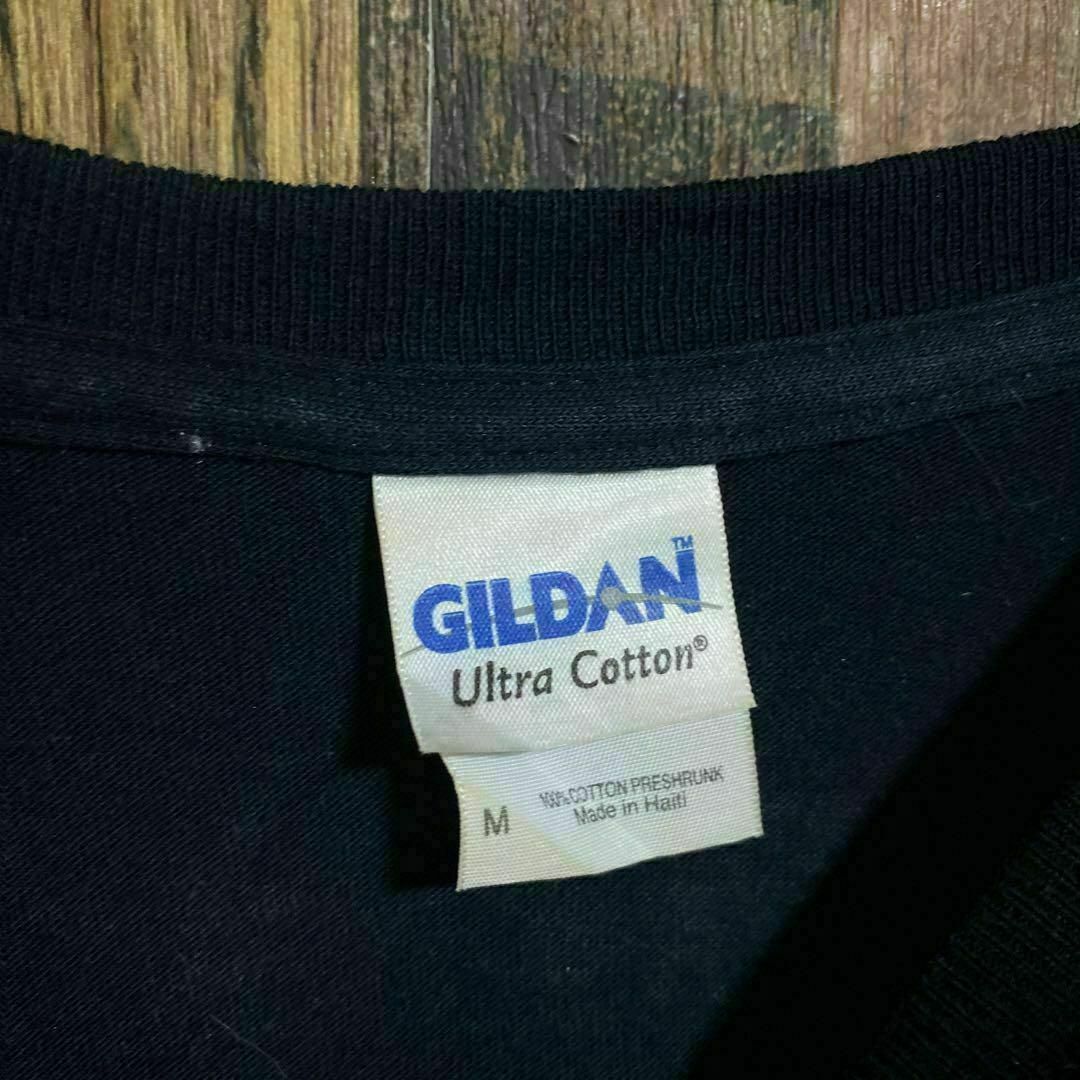 GILDAN™
Ultra Cotton®
M
100% COTTON PRESHRUNK
Made in Haiti